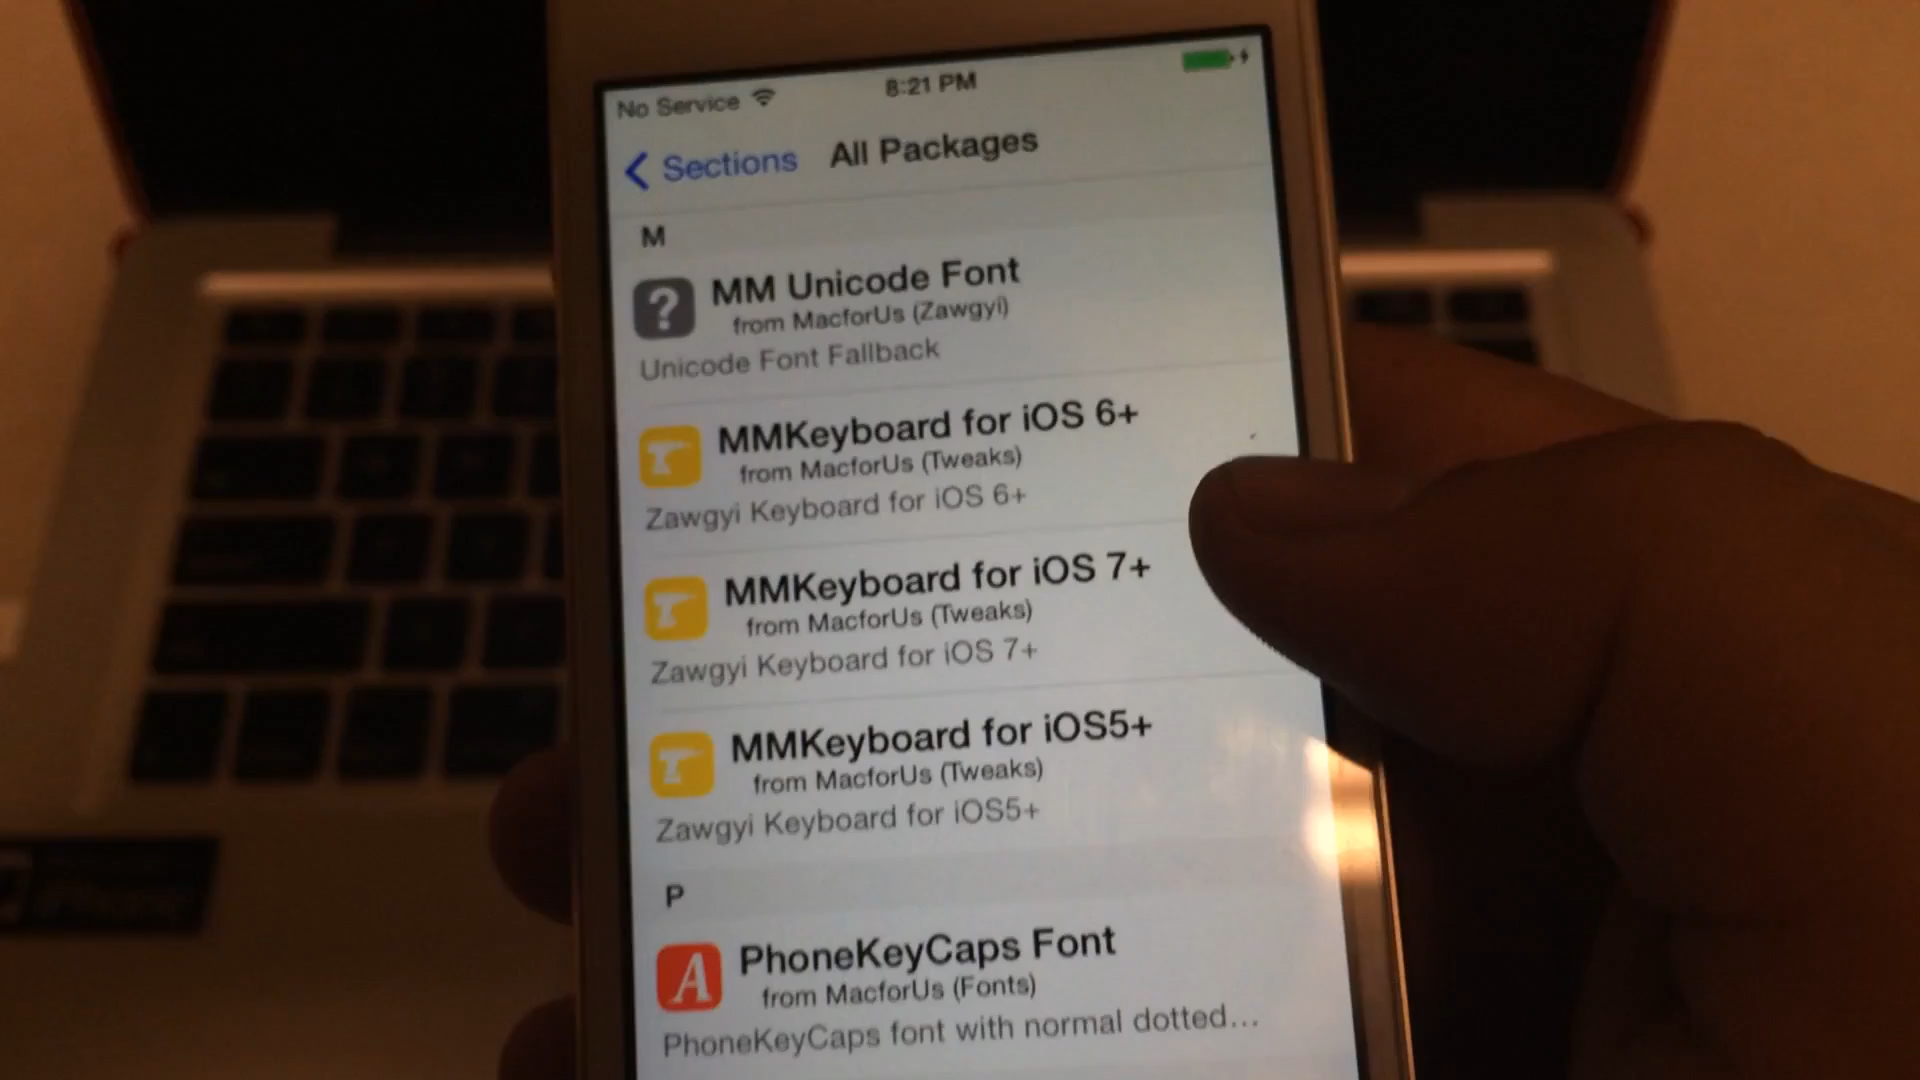 No Service
8:21 PM
Sections
All Packages
M
MM Unicode Font
from MacforUs (Zawgyi)
Unicode Font Fallback
MMKeyboard for iOS 6+
from MacforUs (Tweaks)
Zawgyi Keyboard for iOS 6+
MMKeyboard for iOS 7+
from MacforUs (Tweaks)
Zawgyi Keyboard for iOS 7+
MMKeyboard for iOS5+
from MacforUs (Tweaks)
Zawgyi Keyboard for iOS5+
P
PhoneKeyCaps Font
from MacforUs (Fonts)
PhoneKeyCaps font with normal dotted...